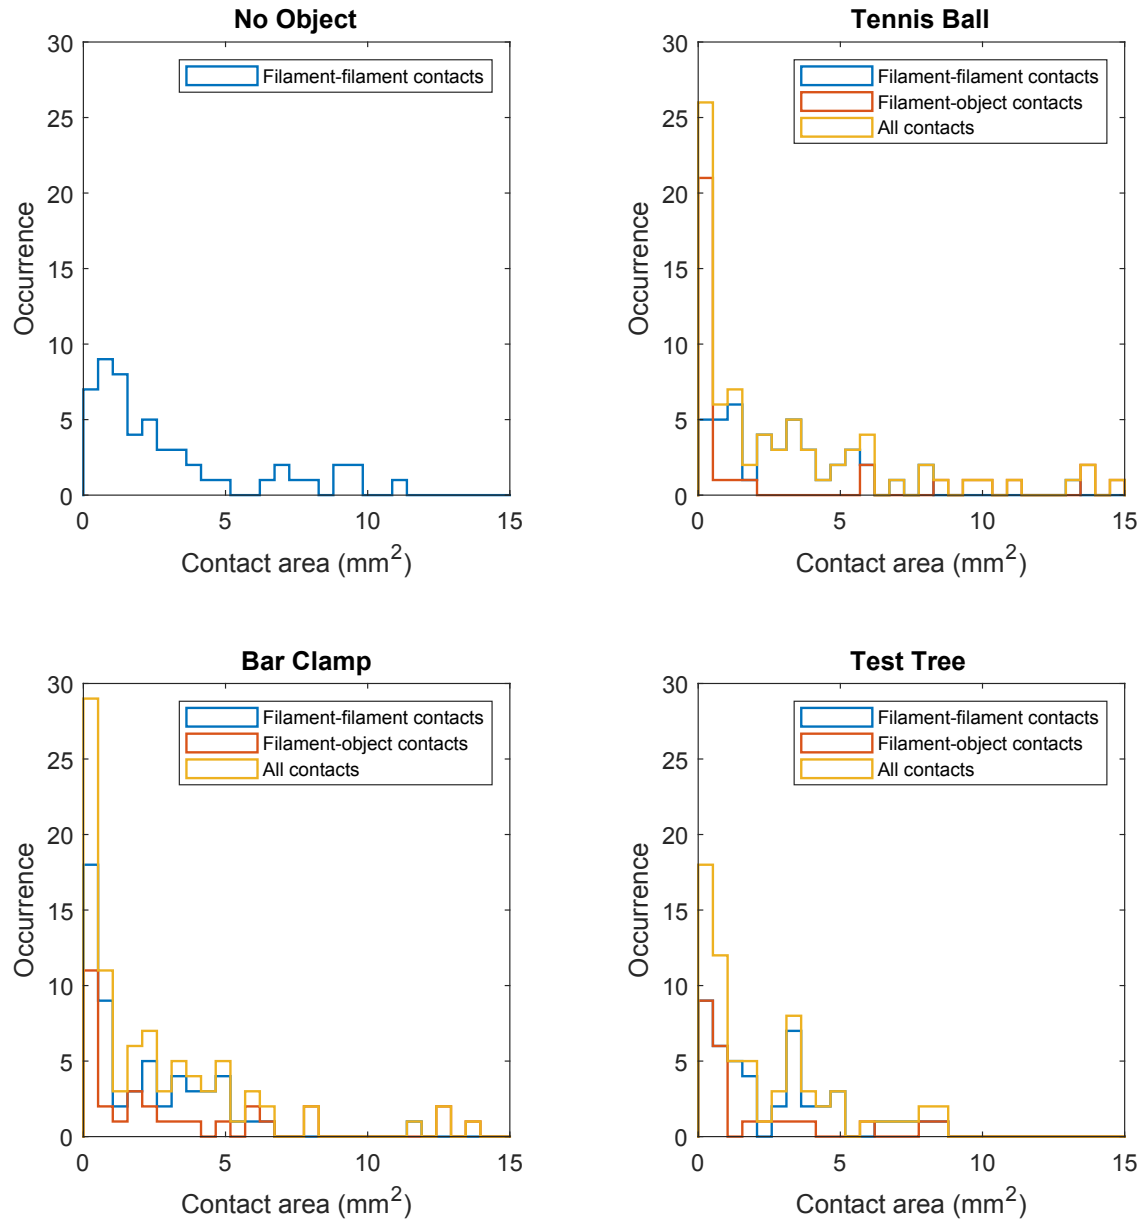 No Object
30
25
20
15
10
5
0
Occurrence
Filament-filament contacts
0 5 10 15
Contact area (mm²)
Tennis Ball
30
25
20
15
10
5
0
Occurrence
Filament-filament contacts
Filament-object contacts
All contacts
0 5 10 15
Contact area (mm²)
Bar Clamp
30
25
20
15
10
5
0
Occurrence
Filament-filament contacts
Filament-object contacts
All contacts
0 5 10 15
Contact area (mm²)
Test Tree
30
25
20
15
10
5
0
Occurrence
Filament-filament contacts
Filament-object contacts
All contacts
0 5 10 15
Contact area (mm²)